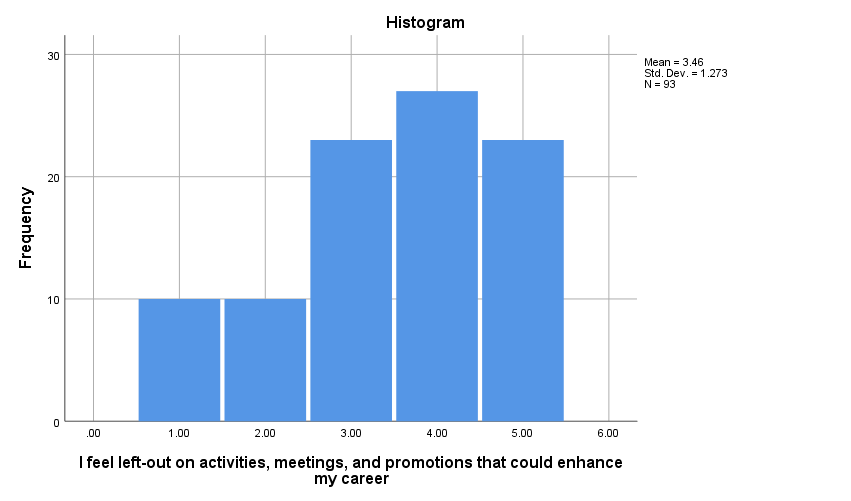 Histogram
Mean = 3.46
Std. Dev. = 1.273
N = 93
Frequency
30
20
10
0
.00 1.00 2.00 3.00 4.00 5.00 6.00
I feel left-out on activities, meetings, and promotions that could enhance
my career